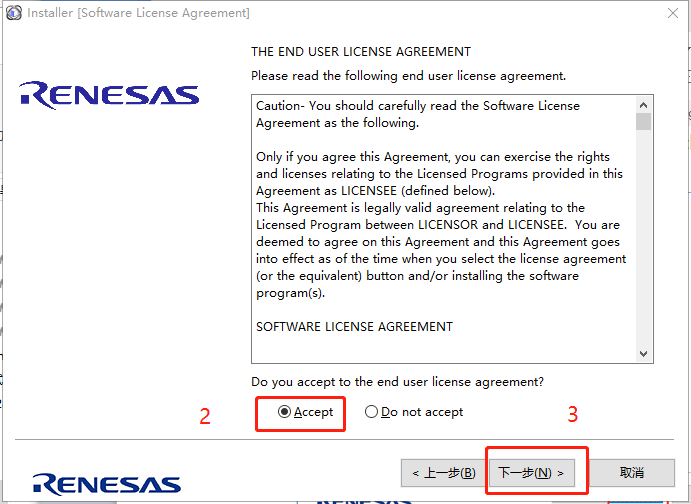 Installer [Software License Agreement]
THE END USER LICENSE AGREEMENT
Please read the following end user license agreement.
RENESAS
Caution- You should carefully read the Software License
Agreement as the following.
Only if you agree this Agreement, you can exercise the rights
and licenses relating to the Licensed Programs provided in this
Agreement as LICENSEE (defined below).
This Agreement is legally valid agreement relating to the
Licensed Program between LICENSOR and LICENSEE.  You are
deemed to agree on this Agreement and this Agreement goes
into effect as of the time when you select the license agreement
(or the equivalent) button and/or installing the software
program(s).
SOFTWARE LICENSE AGREEMENT
Do you accept to the end user license agreement?
2
Accept
Do not accept
3
RENESAS
< 上一步(B)
下一步(N) >
取消